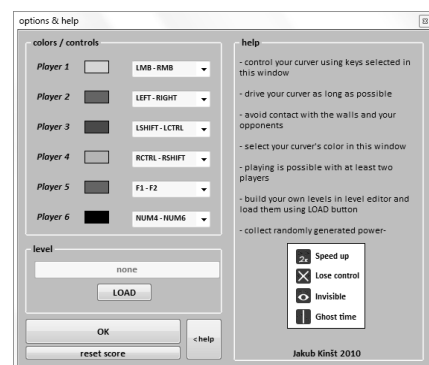 options & help
colors / controls
Player 1 LMB - RMB
Player 2 LEFT - RIGHT
Player 3 LSHIFT - LCTRL
Player 4 RCTRL - RSHIFT
Player 5 F1 - F2
Player 6 NUM4 - NUM6
level
none
LOAD
OK
reset score
<help
help
- control your curver using keys selected in
this window
- drive your curver as long as possible
- avoid contact with the walls and your
opponents
- select your curver's color in this window
- playing is possible with at least two
players
- build your own levels in level editor and
load them using LOAD button
- collect randomly generated power-
2x Speed up
Lose control
Invisible
Ghost time
Jakub Kinšt 2010